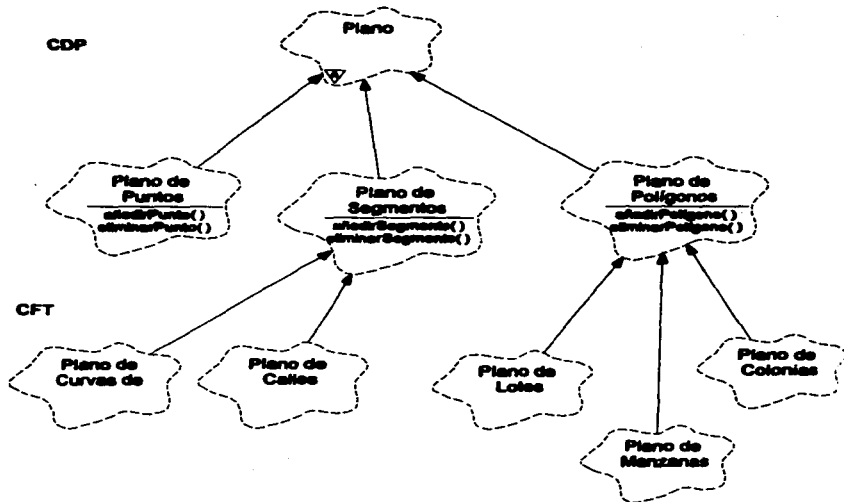 Plano
CDP
A
Plano de
Puntos
añadirPunto( )
eliminarPunto( )
Plano de
Segmentos
añadirSegmento( )
eliminarSegmento( )
Plano de
Polígonos
añadirPolígono( )
eliminarPolígono( )
CFT
Plano de
Curvas de
Plano de
Calles
Plano de
Lotes
Plano de
Colonias
Plano de
Manzanas